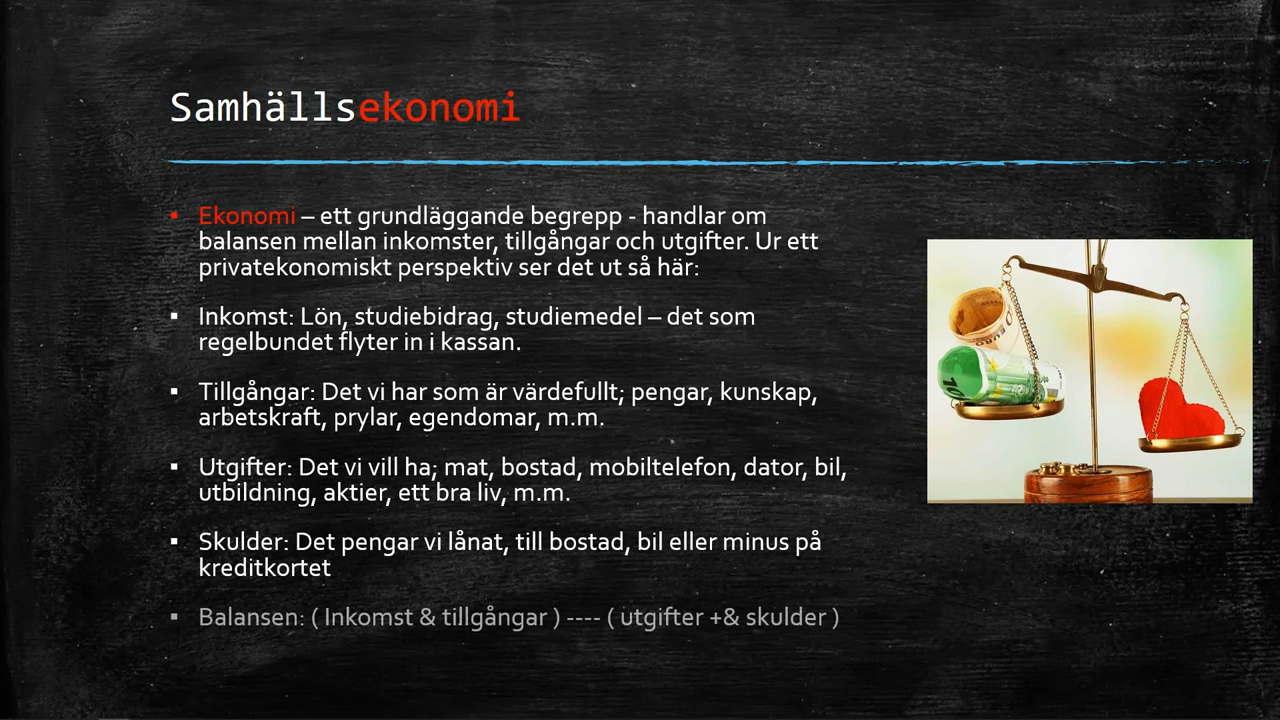 Samhällsekonomi
Ekonomi – ett grundläggande begrepp - handlar om
balansen mellan inkomster, tillgångar och utgifter. Ur ett
privatekonomiskt perspektiv ser det ut så här:
Inkomst: Lön, studiebidrag, studiemedel – det som
regelbundet flyter in i kassan.
Tillgångar: Det vi har som är värdefullt; pengar, kunskap,
arbetskraft, prylar, egendomar, m.m.
Utgifter: Det vi vill ha; mat, bostad, mobiltelefon, dator, bil,
utbildning, aktier, ett bra liv, m.m.
Skulder: Det pengar vi lånat, till bostad, bil eller minus på
kreditkortet
Balansen: ( Inkomst & tillgångar ) ---- ( utgifter +& skulder )
EURO
10